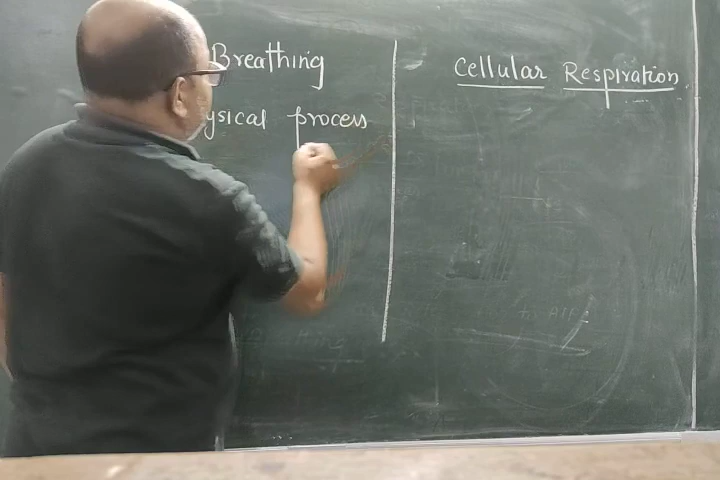 Breathing
Cellular Respiration
ysical process